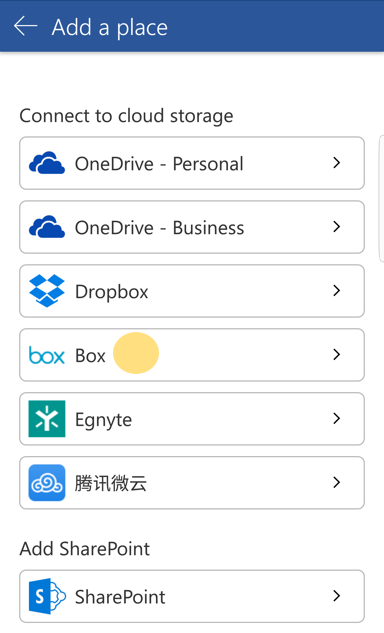 Add a place
Connect to cloud storage
OneDrive - Personal
OneDrive - Business
Dropbox
box Box
Egnyte
腾讯微云
Add SharePoint
S SharePoint